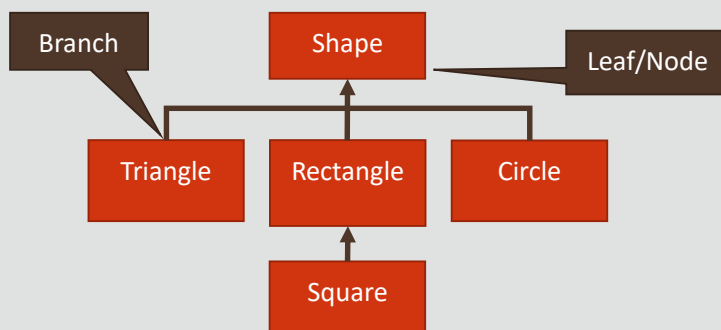 Branch
Shape
Leaf/Node
Triangle
Rectangle
Circle
Square